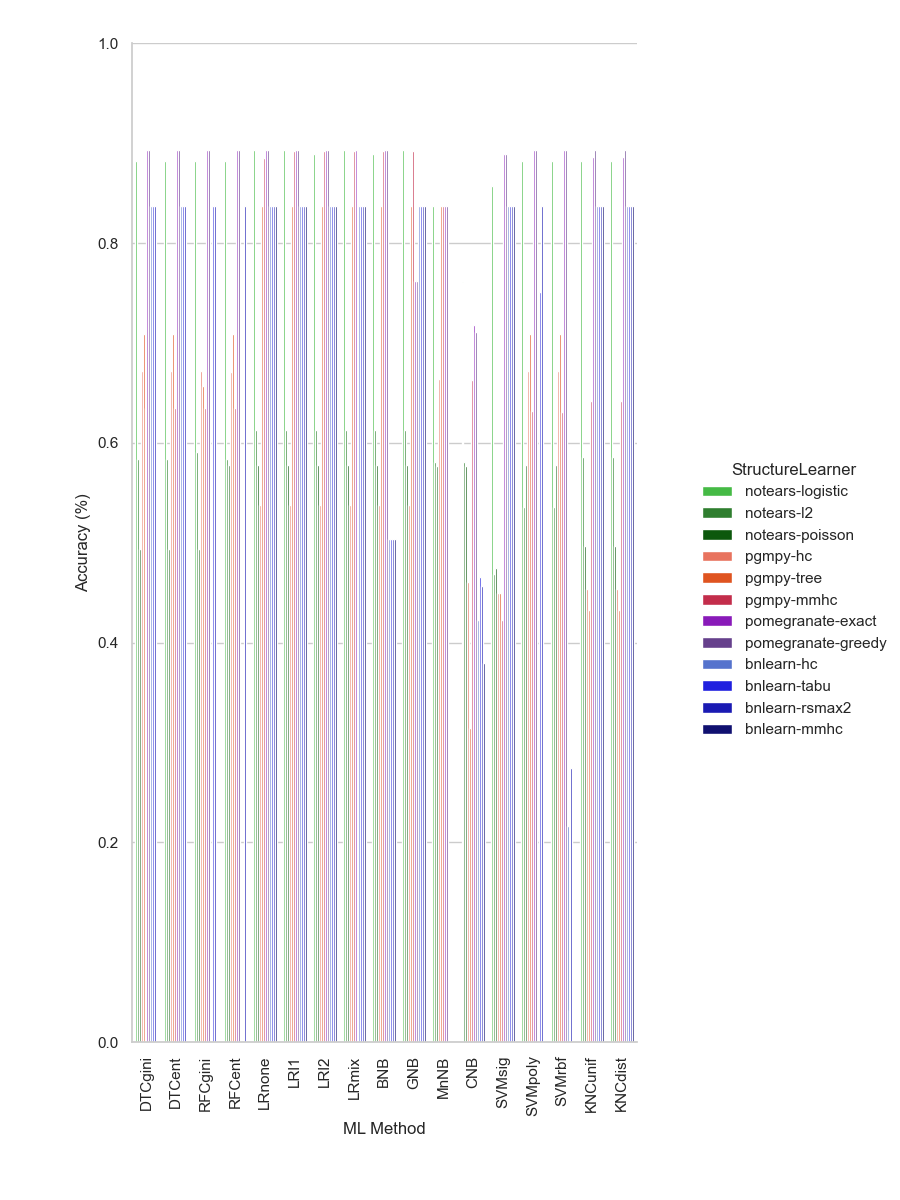 1.0
0.8
0.6
0.4
0.2
0.0
Accuracy (%)
DTCgini
DTCent
RFCgini
RFCent
LRnone
LRl1
LRl2
LRmix
BNB
GNB
MnNB
CNB
SVMsig
SVMpoly
SVMrbf
KNCunif
KNCdist
ML Method
StructureLearner
notears-logistic
notears-l2
notears-poisson
pgmpy-hc
pgmpy-tree
pgmpy-mmhc
pomegranate-exact
pomegranate-greedy
bnlearn-hc
bnlearn-tabu
bnlearn-rsmax2
bnlearn-mmhc